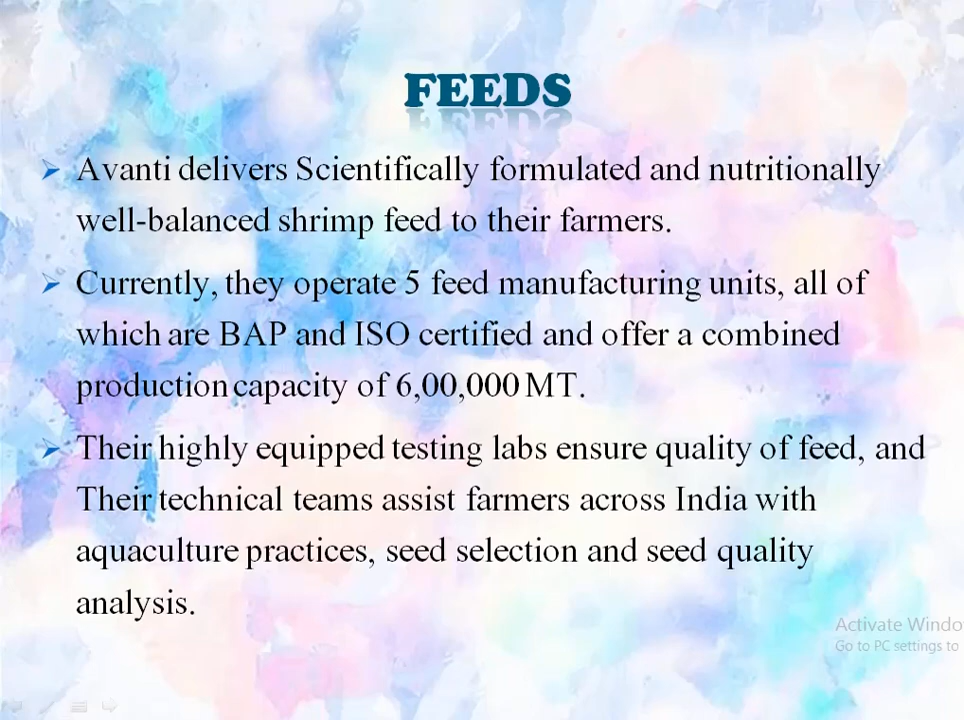 FEEDS
Avanti delivers Scientifically formulated and nutritionally
well-balanced shrimp feed to their farmers.
Currently, they operate 5 feed manufacturing units, all of
which are BAP and ISO certified and offer a combined
production capacity of 6,00,000 MT.
Their highly equipped testing labs ensure quality of feed, and
Their technical teams assist farmers across India with
aquaculture practices, seed selection and seed quality
analysis.
Activate Windo
Go to PC settings to